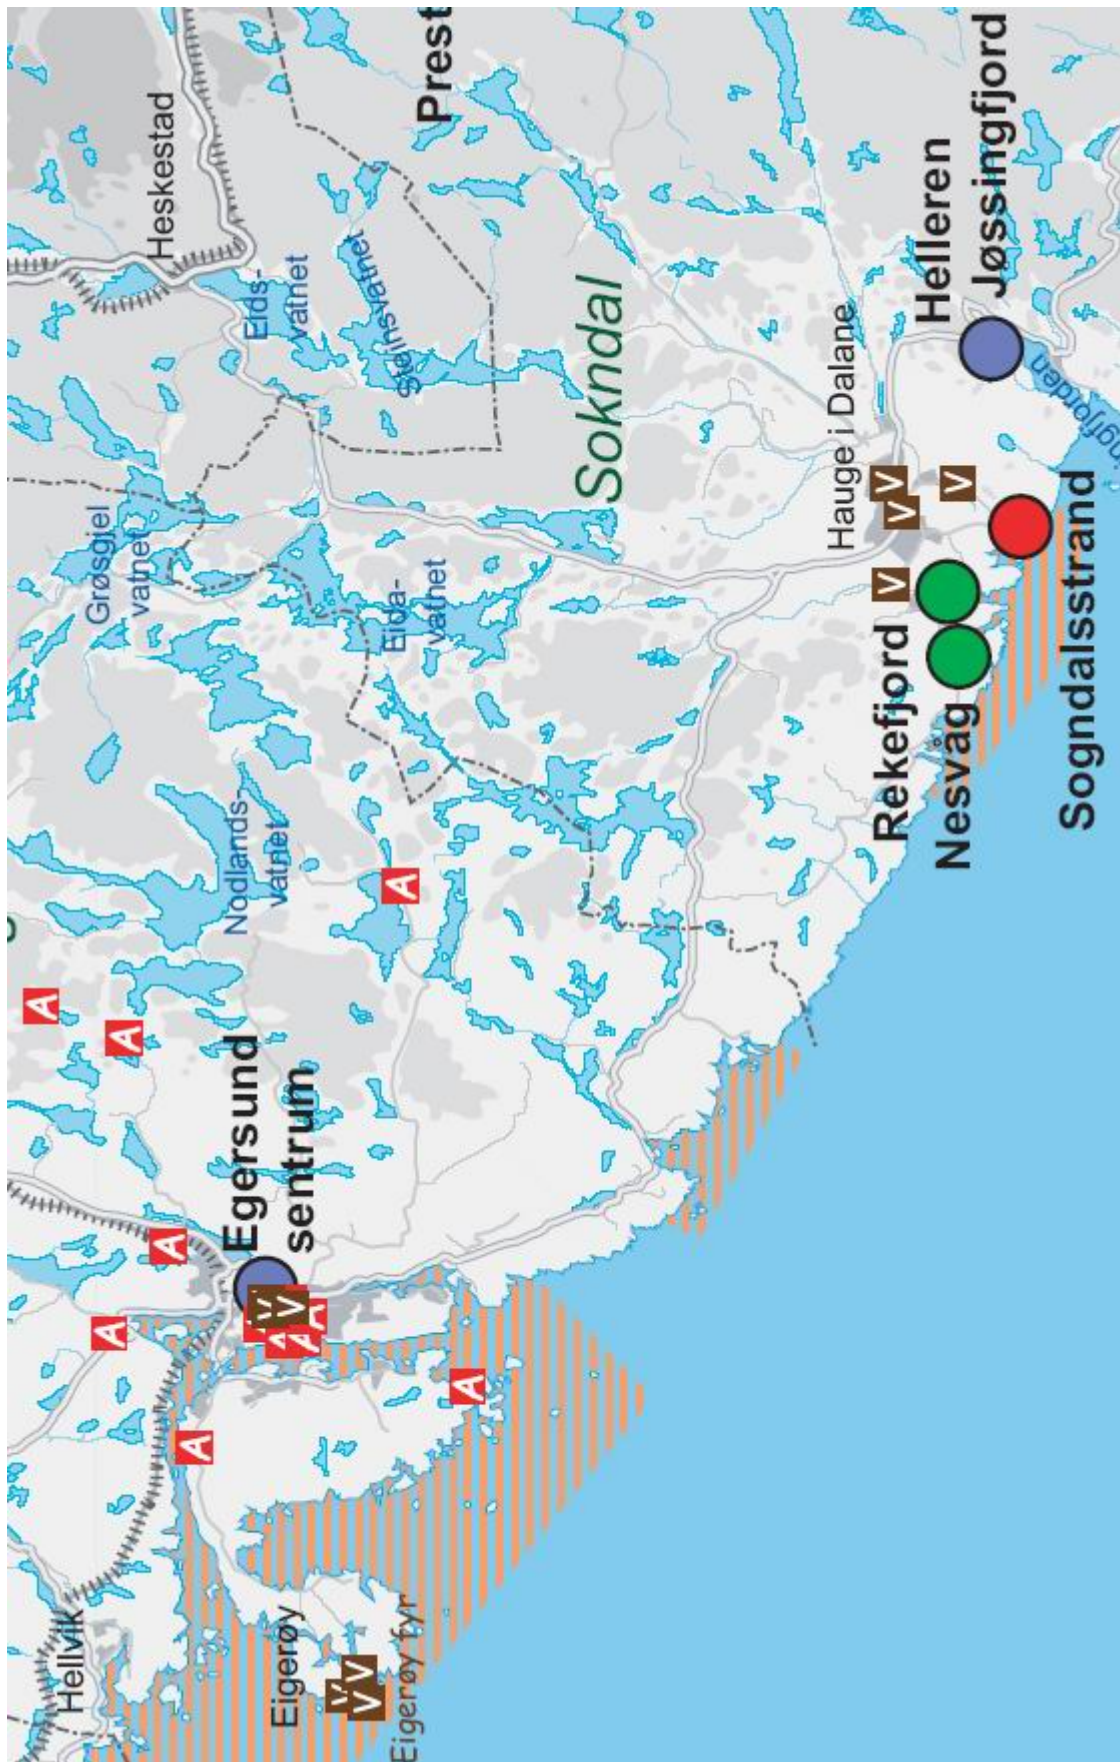 A
Hellvik
Grøsgjel
vatnet
A
A
Heskestad
A
A
Nodlands-
vatnet
Egersund
sentrum
V
V
A
A
A
Eids-
vatnet
Eigerøy
V
V
V
Steinsvatnet
A
Eida-
vatnet
Eigerøy fyr
Prest
A
Sokndal
Hauge i Dalane
V
V
V
V
Rekefjord
Helleren
Nesvåg
Jøssingfjord
Sogndalsstrand
ngfjorden